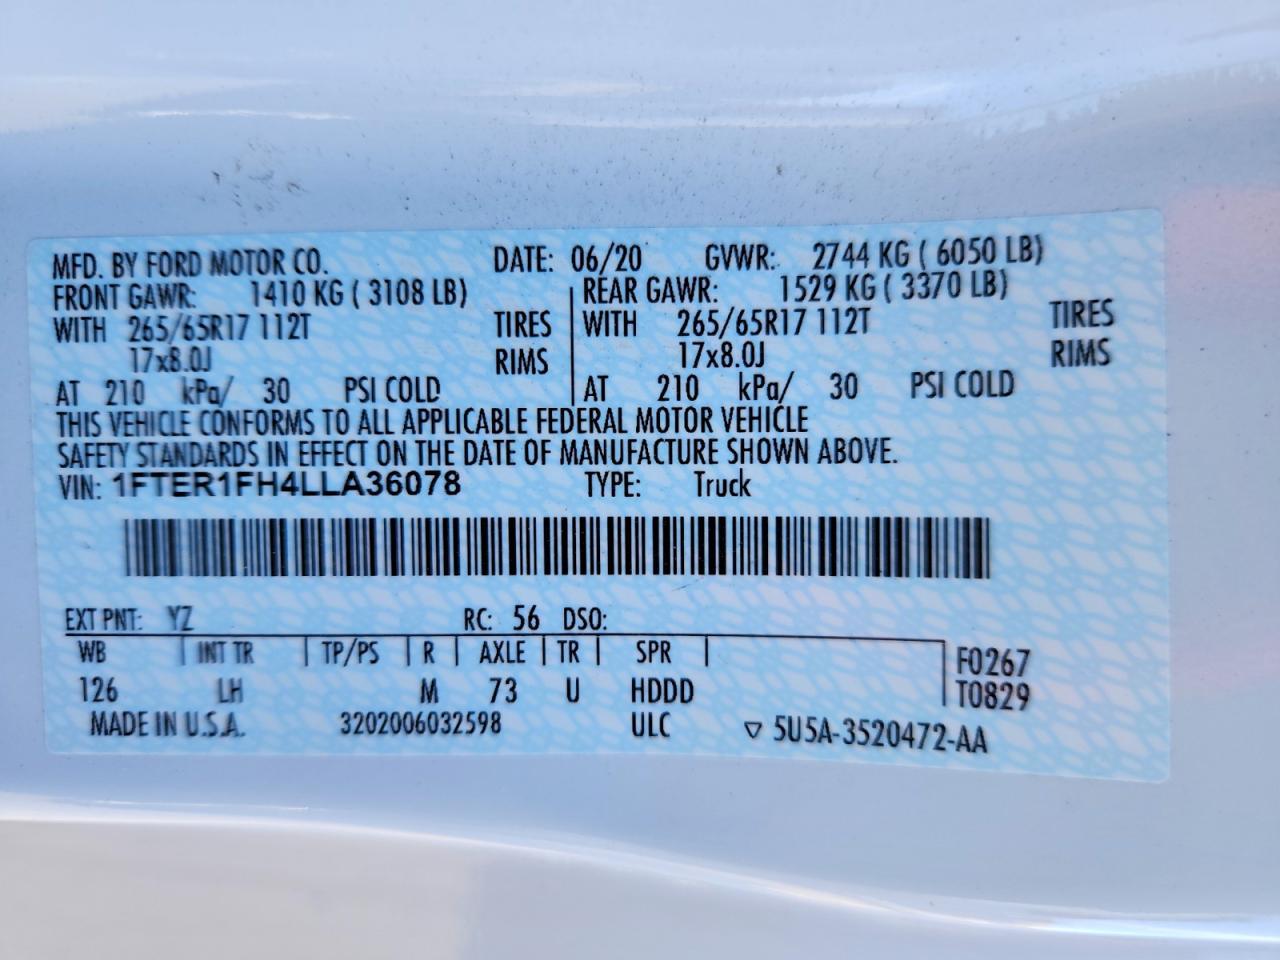 MFD. BY FORD MOTOR CO. DATE: 06/20 GVWR: 2744 KG ( 6050 LB)
FRONT GAWR: 1410 KG ( 3108 LB) REAR GAWR: 1529 KG ( 3370 LB)
WITH 265/65R17 112T TIRES WITH 265/65R17 112T TIRES
17x8.0J RIMS 17x8.0J RIMS
AT 210 kPa/ 30 PSI COLD AT 210 kPa/ 30 PSI COLD
THIS VEHICLE CONFORMS TO ALL APPLICABLE FEDERAL MOTOR VEHICLE
SAFETY STANDARDS IN EFFECT ON THE DATE OF MANUFACTURE SHOWN ABOVE.
VIN: 1FTER1FH4LLA36078 TYPE: Truck
EXT PNT: YZ RC: 56 DSO:
WB INT TR TP/PS R AXLE TR SPR F0267
126 LH M 73 U HDDD T0829
MADE IN U.S.A. 3202006032598 ULC ▽ 5U5A-3520472-AA